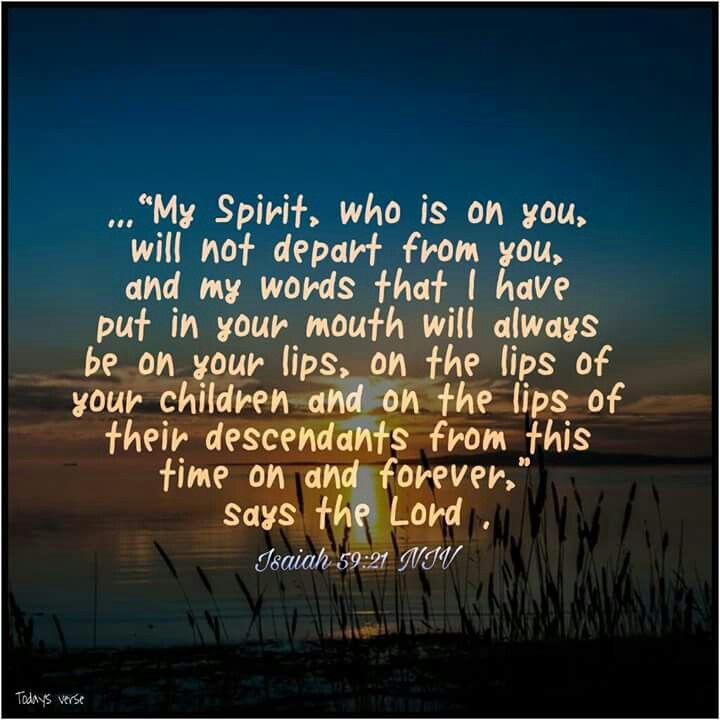 ..."My Spirit, who is on you,
will not depart from you,
and my words that I have
put in your mouth will always
be on your lips, on the lips of
your children and on the lips of
their descendants from this
time on and forever,"
says the Lord .
Isaiah 59:21 NIV
Todays verse